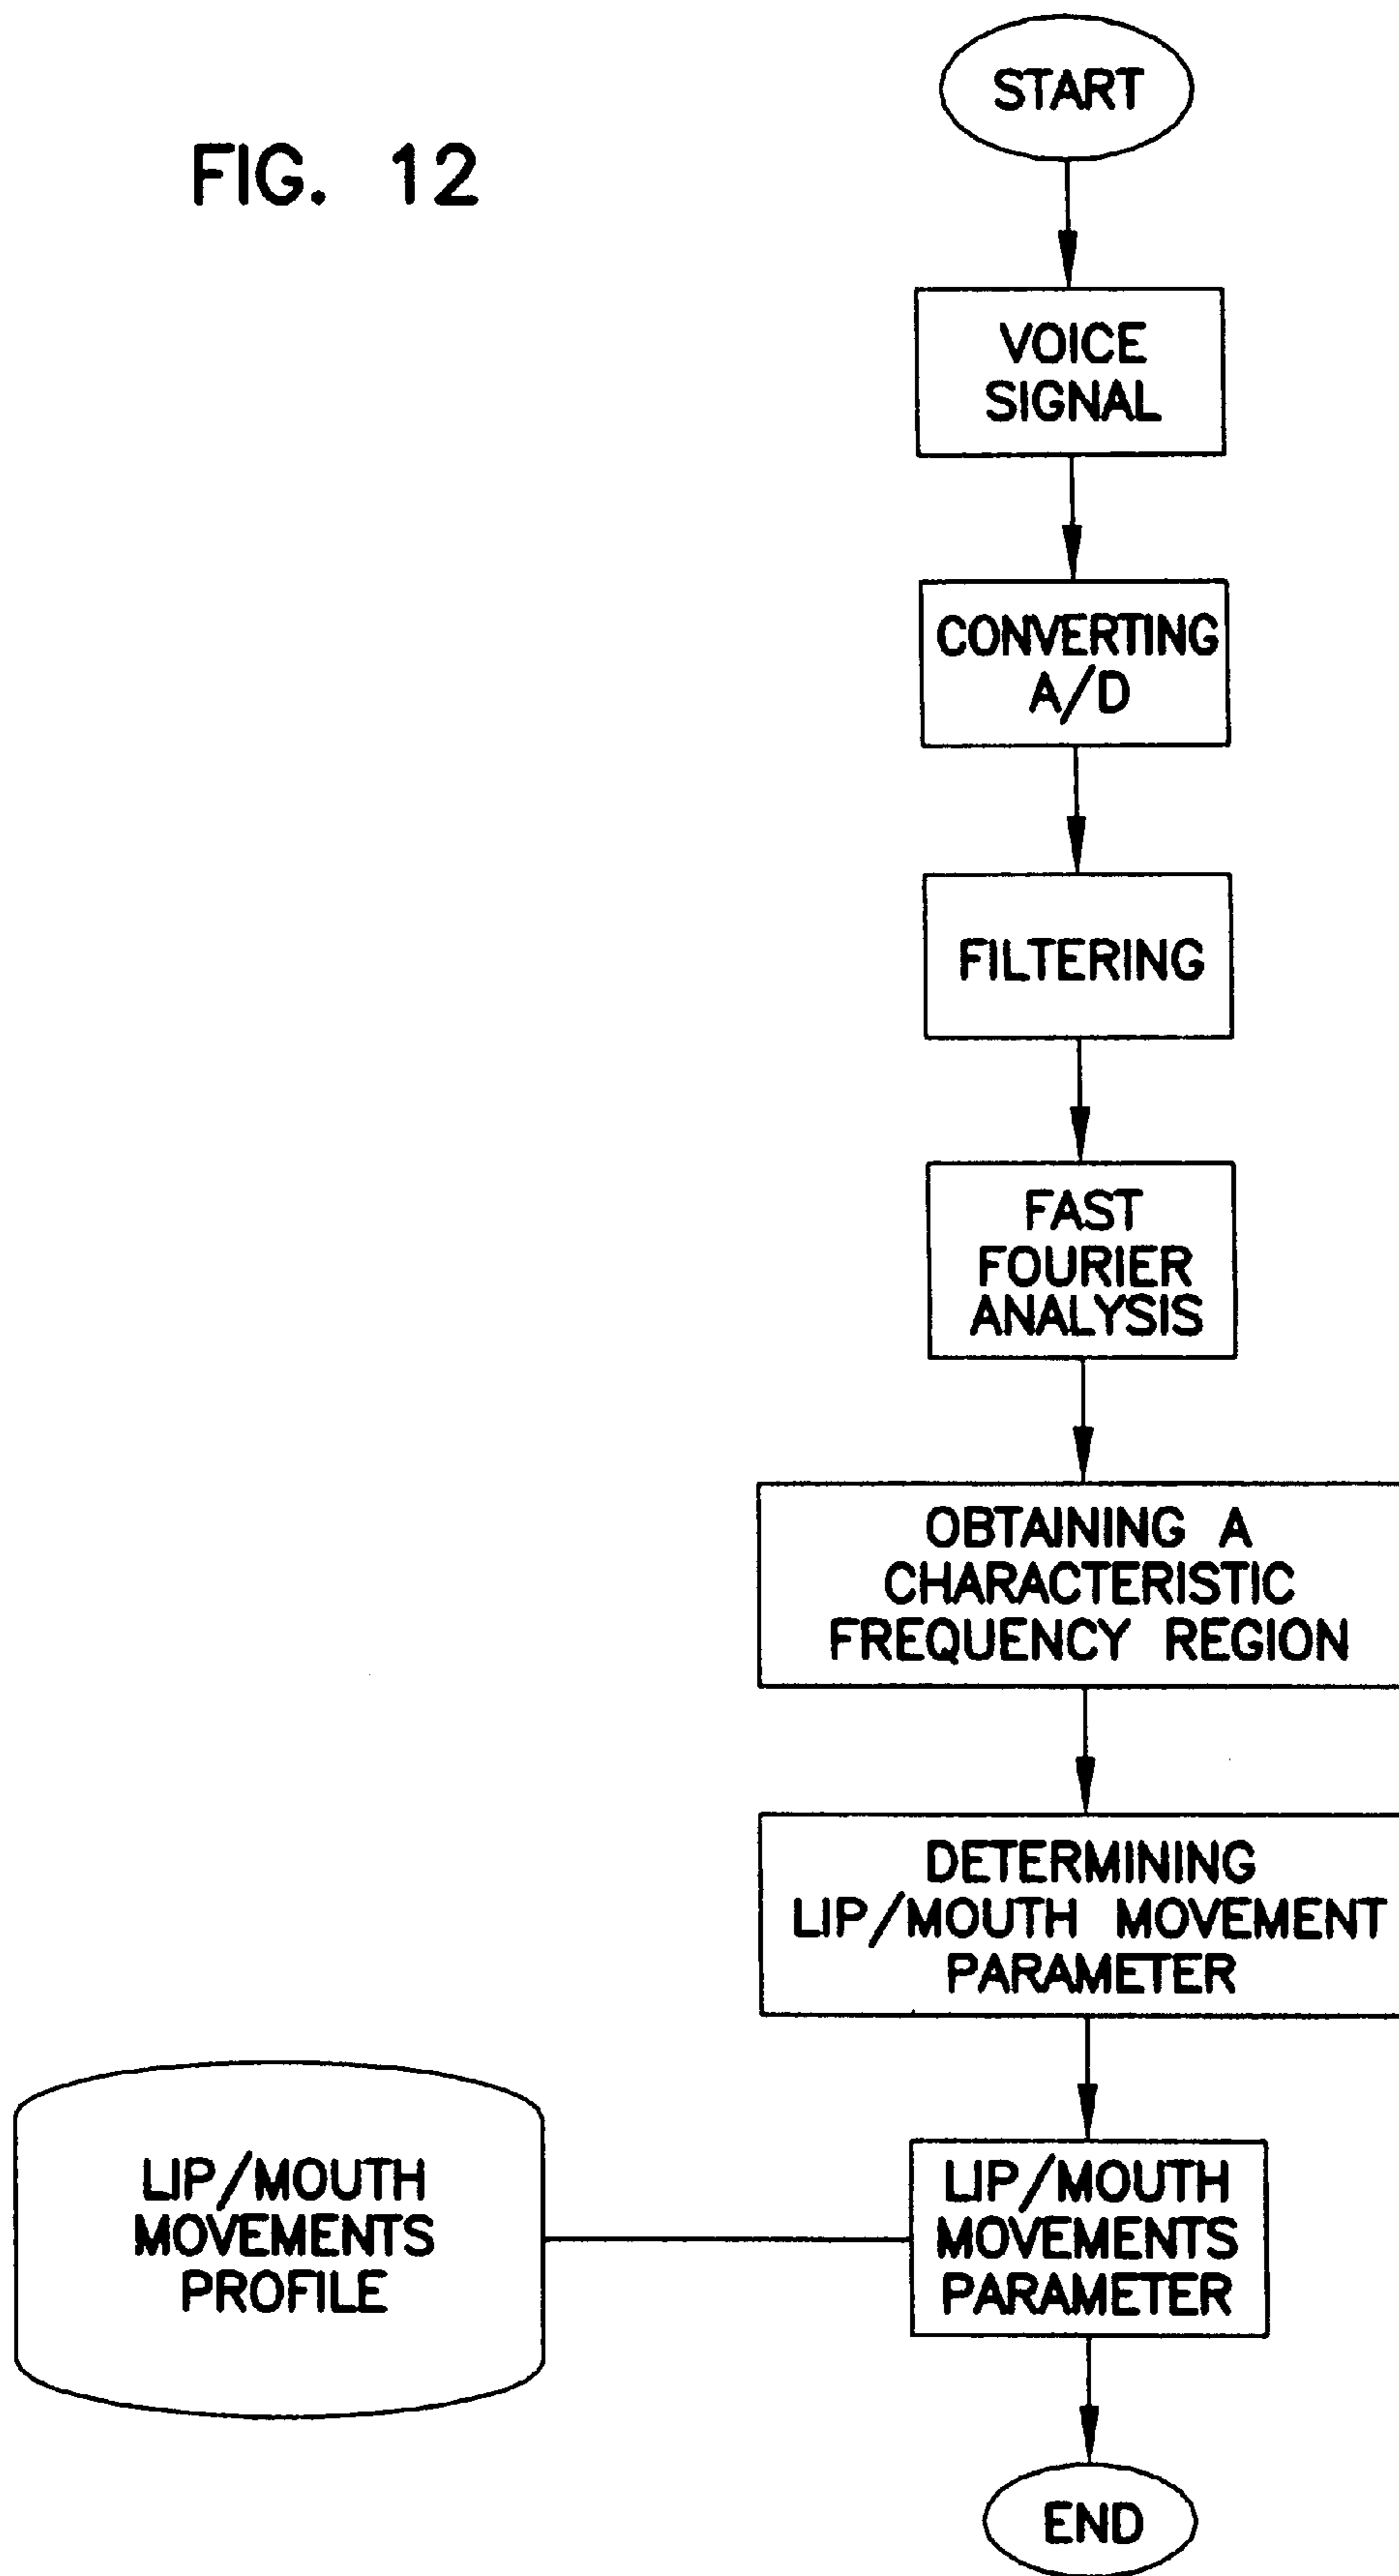 FIG. 12
START
VOICE
SIGNAL
CONVERTING
A/D
FILTERING
FAST
FOURIER
ANALYSIS
OBTAINING A
CHARACTERISTIC
FREQUENCY REGION
DETERMINING
LIP/MOUTH MOVEMENT
PARAMETER
LIP/MOUTH
MOVEMENTS
PROFILE
LIP/MOUTH
MOVEMENTS
PARAMETER
END